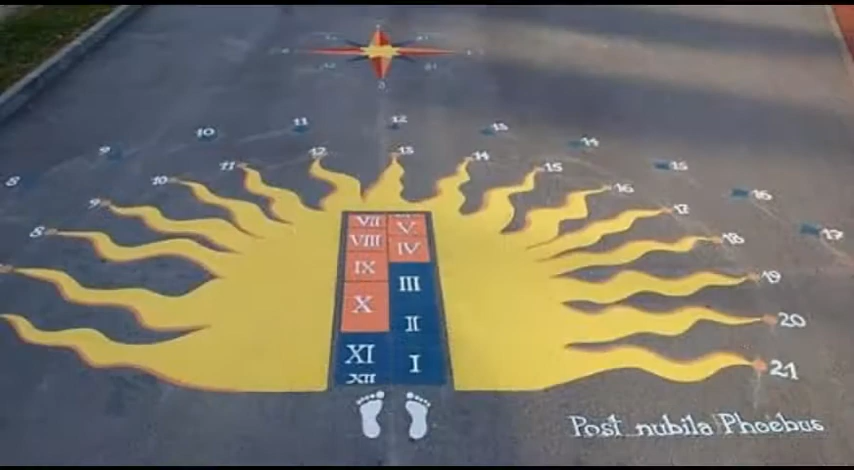 8 9 10 11 12 13 14 15 16 17
8 9 10 11 12 13 14 15 16 17 18 19 20 21
VII V
VIII IV
IX III
X II
XI I
XII
Post nubila Phoebus